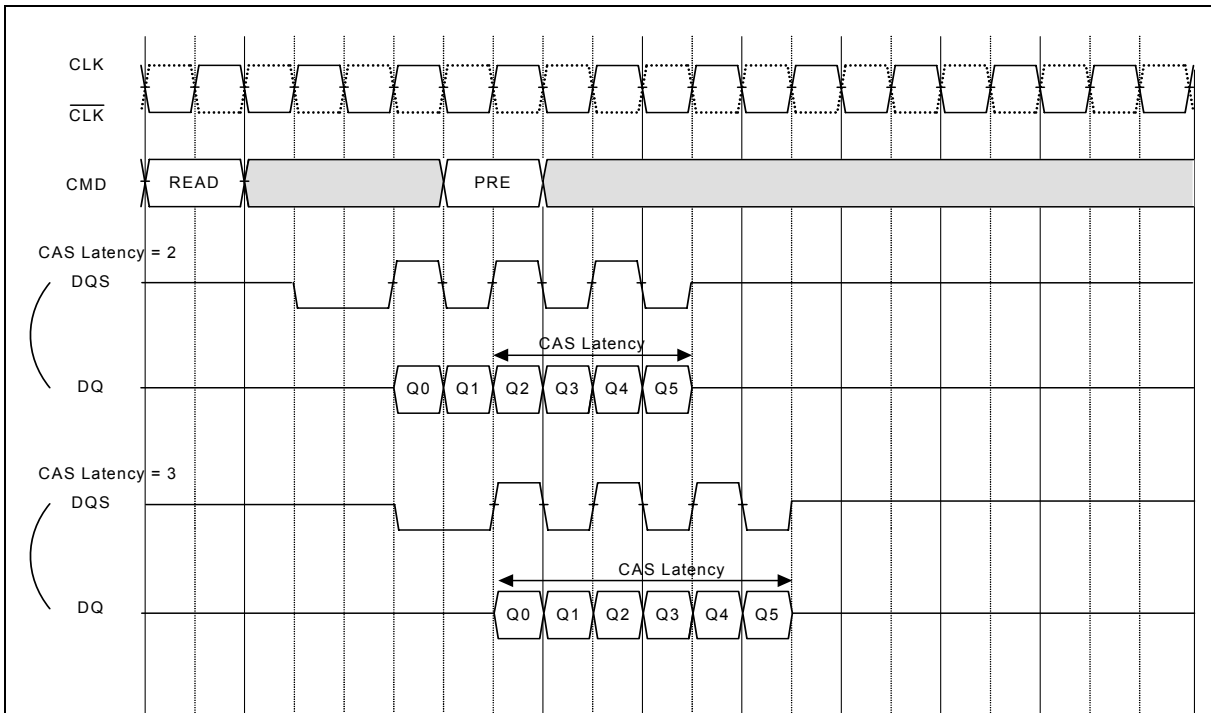 CLK
CLK
CMD
READ
PRE
CAS Latency = 2
DQS
CAS Latency
DQ
Q0 Q1 Q2 Q3 Q4 Q5
CAS Latency = 3
DQS
CAS Latency
DQ
Q0 Q1 Q2 Q3 Q4 Q5